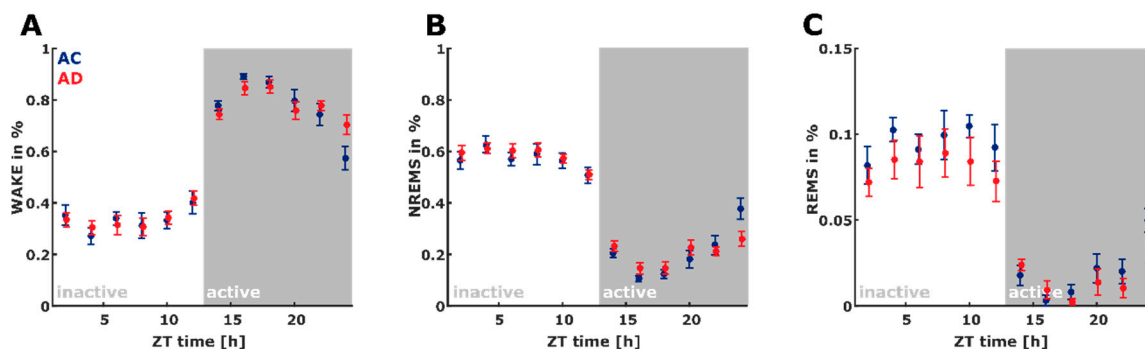 A
B
C
AC
AD
WAKE in %
1
0.8
0.6
0.4
0.2
0
inactive
active
5
10
15
20
ZT time [h]
NREMS in %
1
0.8
0.6
0.4
0.2
0
inactive
active
5
10
15
20
ZT time [h]
REMS in %
0.15
0.1
0.05
0
inactive
active
5
10
15
20
ZT time [h]